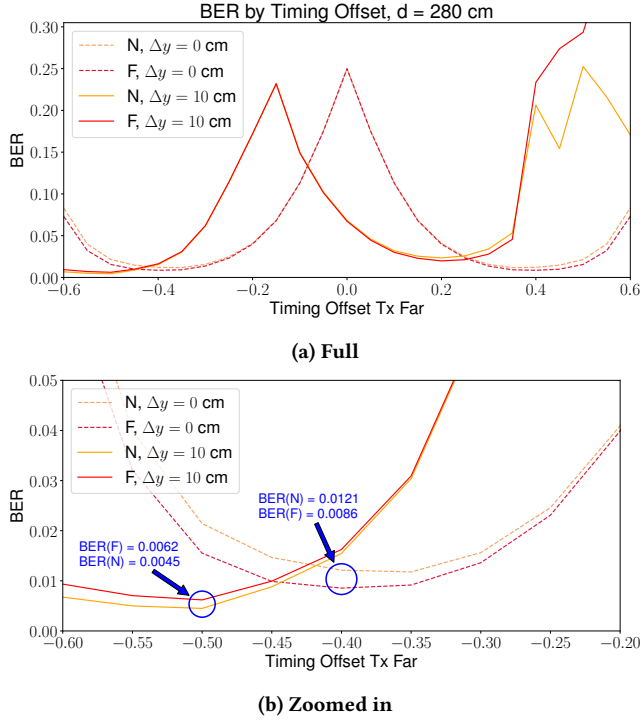 BER by Timing Offset, d = 280 cm
0.30
0.25
0.20
0.15
0.10
0.05
0.00
BER
N, Δy = 0 cm
F, Δy = 0 cm
N, Δy = 10 cm
F, Δy = 10 cm
−0.6 −0.4 −0.2 0.0 0.2 0.4 0.6
Timing Offset Tx Far
(a) Full
0.05
0.04
0.03
0.02
0.01
0.00
BER
N, Δy = 0 cm
F, Δy = 0 cm
N, Δy = 10 cm
F, Δy = 10 cm
BER(N) = 0.0121
BER(F) = 0.0086
BER(F) = 0.0062
BER(N) = 0.0045
−0.60 −0.55 −0.50 −0.45 −0.40 −0.35 −0.30 −0.25 −0.20
Timing Offset Tx Far
(b) Zoomed in